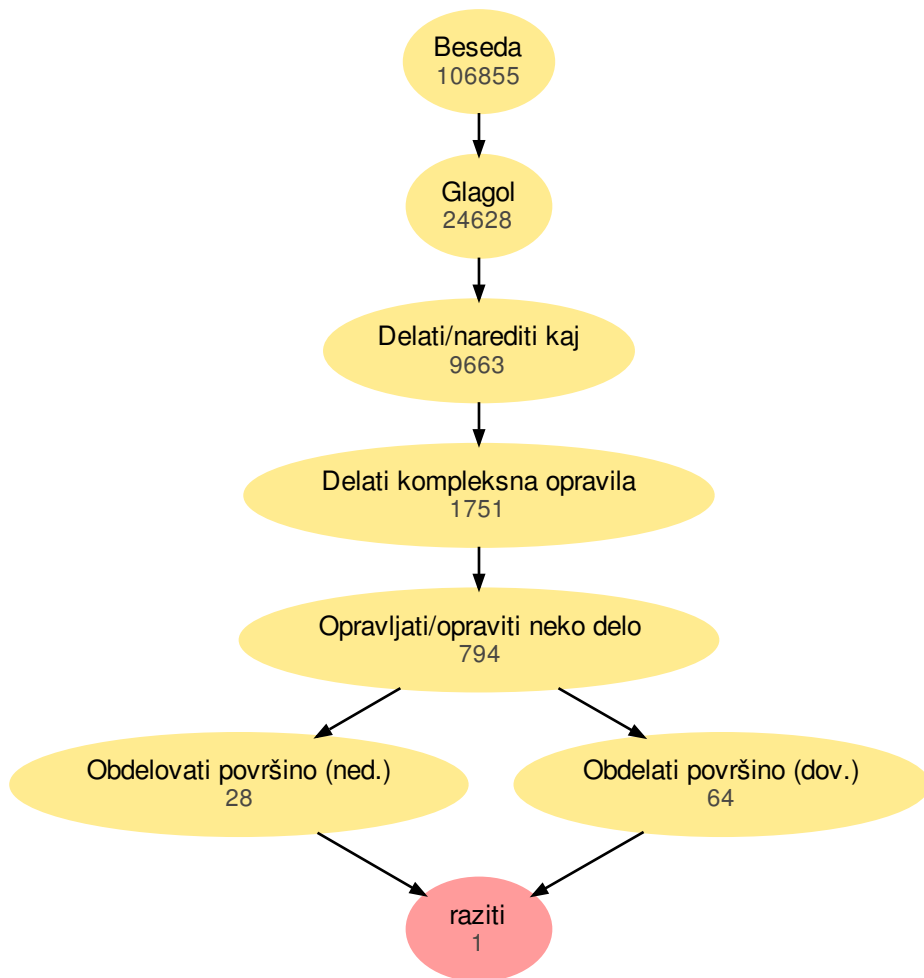 Beseda
106855
Glagol
24628
Delati/narediti kaj
9663
Delati kompleksna opravila
1751
Opravljati/opraviti neko delo
794
Obdelovati površino (ned.)
28
Obdelati površino (dov.)
64
raziti
1